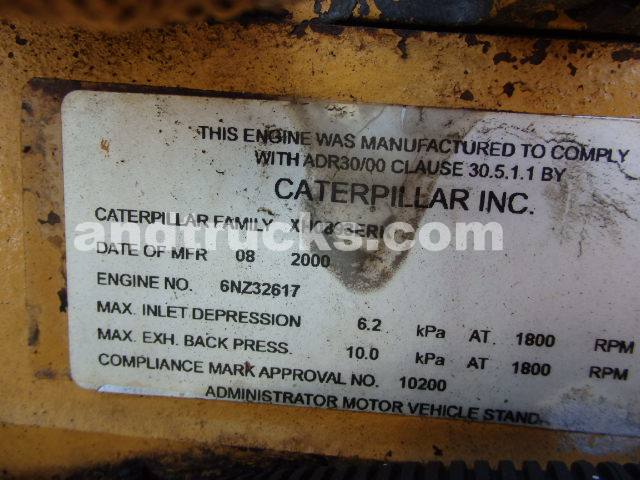 THIS ENGINE WAS MANUFACTURED TO COMPLY
WITH ADR30/00 CLAUSE 30.5.1.1 BY
CATERPILLAR INC.
CATERPILLAR FAMILY -
andtrucks.com
DATE OF MFR 08 2000
ENGINE NO. 6NZ32617
MAX. INLET DEPRESSION 6.2 kPa AT 1800 RPM
MAX. EXH. BACK PRESS. 10.0 kPa AT 1800 RPM
COMPLIANCE MARK APPROVAL NO. 10200
ADMINISTRATOR MOTOR VEHICLE STAND